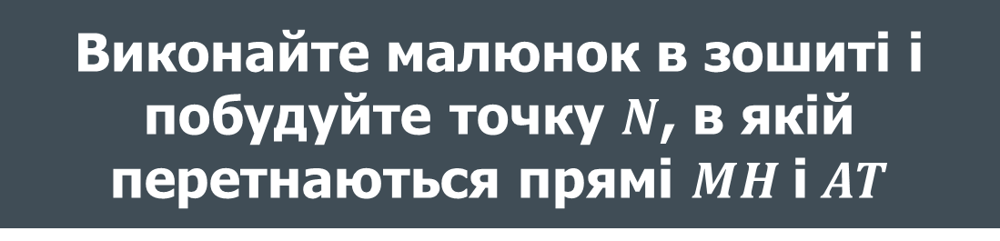 Виконайте малюнок в зошиті і
побудуйте точку N, в якій
перетнаються прямі MH і AT